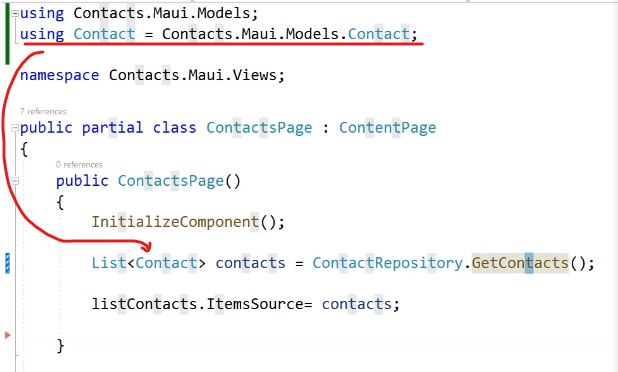 using Contacts.Maui.Models;
using Contact = Contacts.Maui.Models.Contact;
namespace Contacts.Maui.Views;
7 references
public partial class ContactsPage : ContentPage
{
0 references
public ContactsPage()
{
InitializeComponent();
List<Contact> contacts = ContactRepository.GetContacts();
listContacts.ItemsSource= contacts;
}